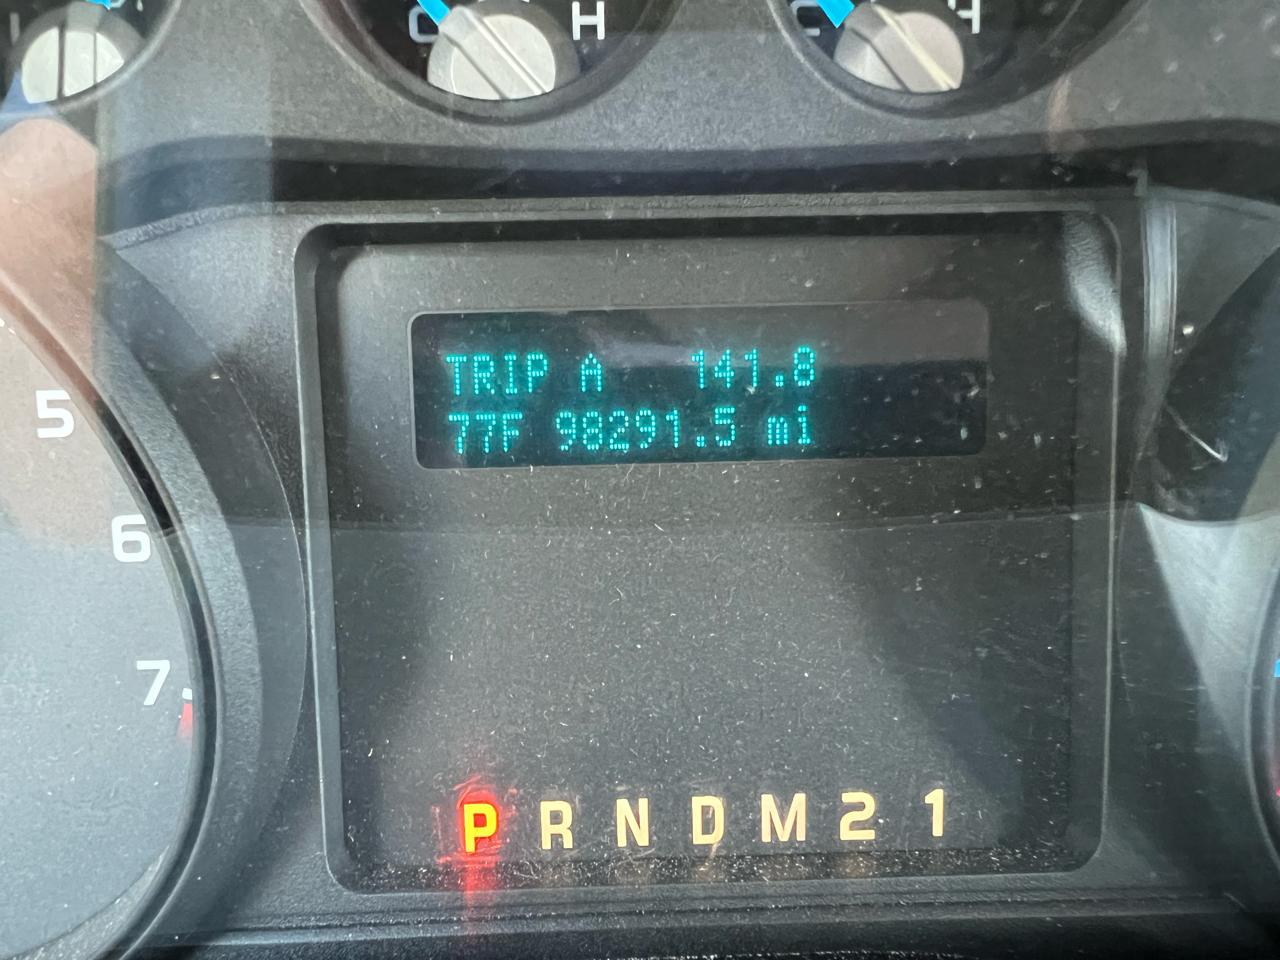 C H
C H
TRIP A 141.8
77F 98291.5 mi
5
6
7
P R N D M 2 1